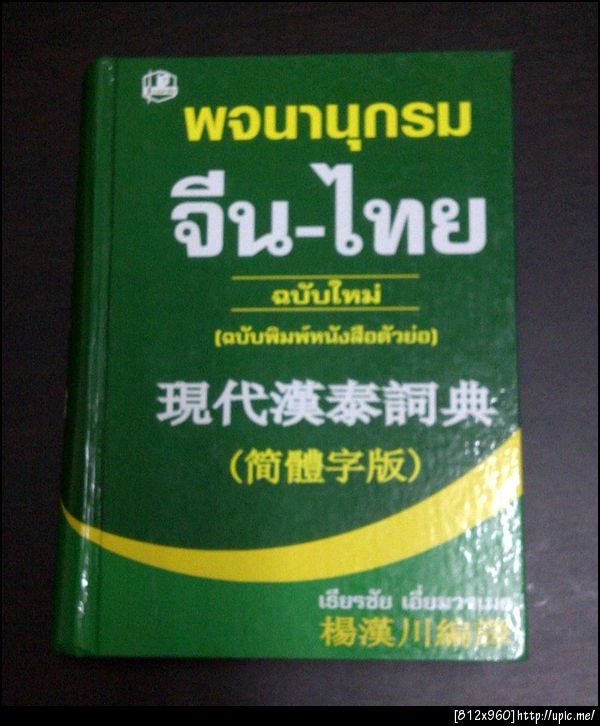 พจนานุกรม
จีน-ไทย
ฉบับใหม่
(ฉบับพิมพ์หนังสือตัวย่อ)
現代漢泰詞典
(简體字版)
เธียรชัย เอี่ยมวรเมธ
楊漢川編譯
[812x960]http://upic.me/